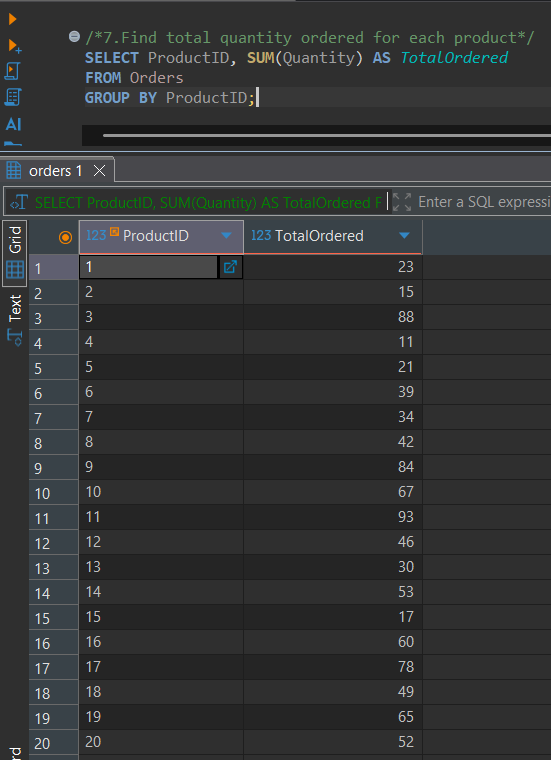 /*7.Find total quantity ordered for each product*/
SELECT ProductID, SUM(Quantity) AS TotalOrdered
FROM Orders
GROUP BY ProductID;
AI
orders 1
SELECT ProductID, SUM(Quantity) AS TotalOrdered F
Enter a SQL expressi
Grid
Text
123 ProductID 123 TotalOrdered
1 1 23
2 2 15
3 3 88
4 4 11
5 5 21
6 6 39
7 7 34
8 8 42
9 9 84
10 10 67
11 11 93
12 12 46
13 13 30
14 14 53
15 15 17
16 16 60
17 17 78
18 18 49
19 19 65
20 20 52
rd